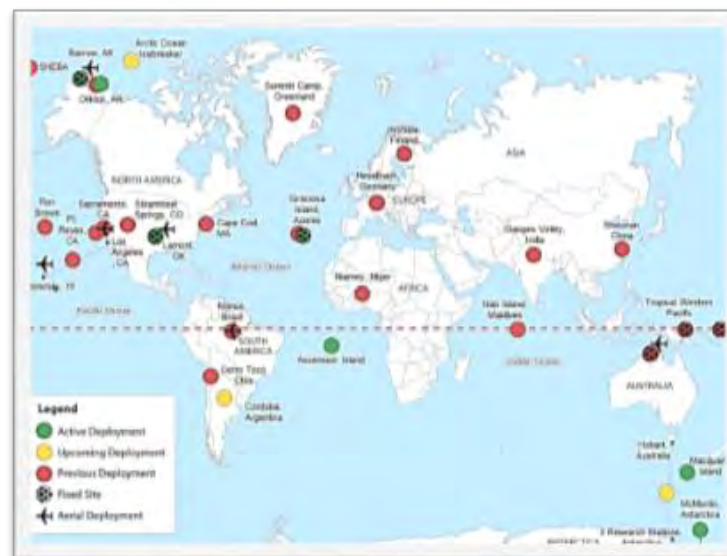 Barrow, AK
Arctic Ocean
Icebreaker
SHEBA
Oliktok, AK
Summit Camp,
Greenland
Finland
ASIA
NORTH AMERICA
Heselbach,
Germany
EUROPE
Ron
Brown
Pt.
Reyes,
CA
Sacramento,
CA
Steamboat
Springs, CO
Los
Angeles,
CA
Lamont,
OK
Cape Cod,
MA
Graciosa
Island,
Azores
Ganges Valley,
India
Shouxian
China
Atlantic Ocean
Niamey, Niger
AFRICA
Pacific Ocean
Manus,
Brazil
SOUTH
AMERICA
Gan Island
Maldives
Tropical Western
Pacific
Ascension Island
Indian Ocean
AUSTRALIA
Chile
Cordoba,
Argentina
Legend
Active Deployment
Upcoming Deployment
Previous Deployment
Fixed Site
Aerial Deployment
Hobart,
Australia
Macquarie
Island
McMurdo,
Antarctica